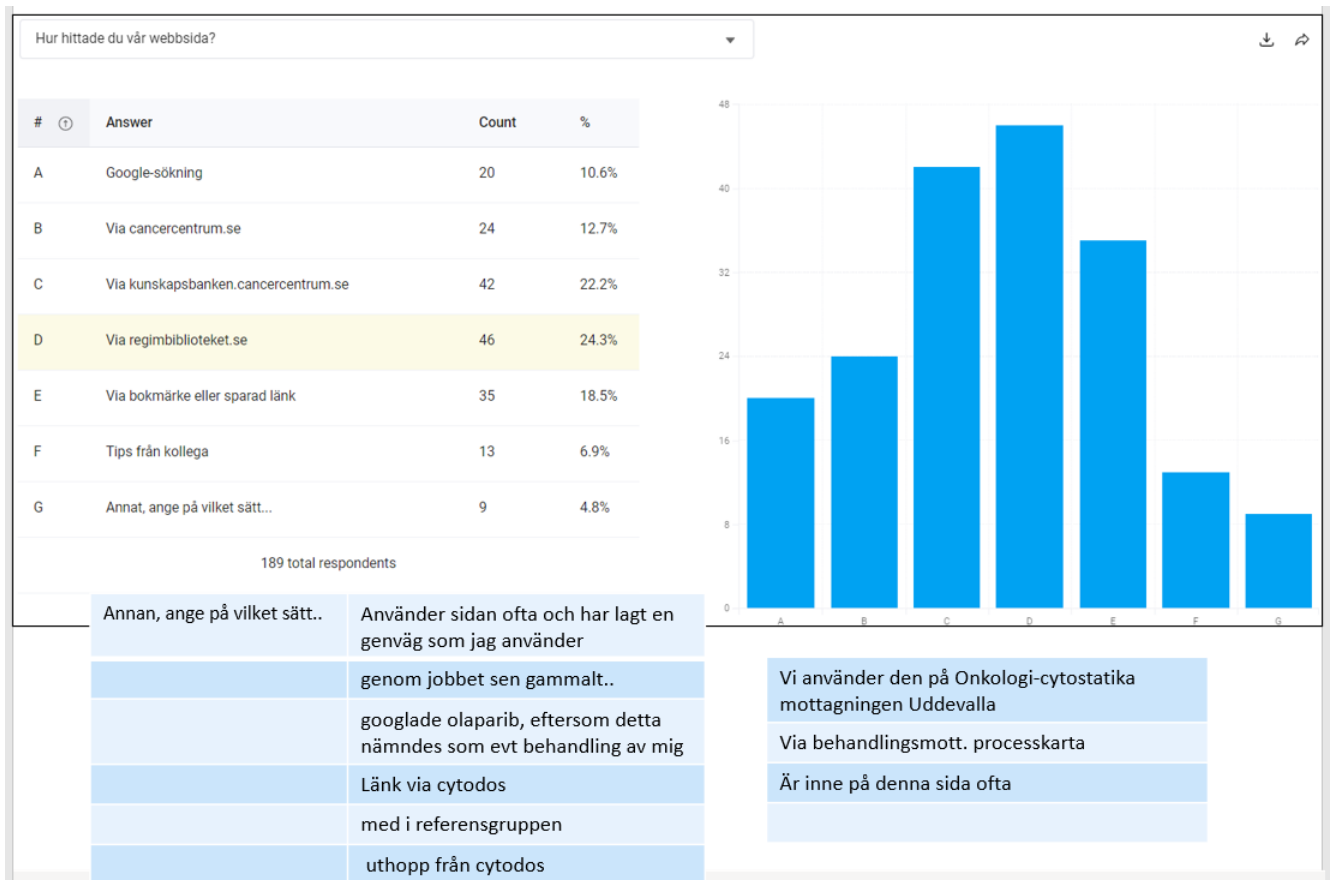 Hur hittade du vår webbsida?
# Answer Count %
A Google-sökning 20 10.6%
B Via cancercentrum.se 24 12.7%
C Via kunskapsbanken.cancercentrum.se 42 22.2%
D Via regimbiblioteket.se 46 24.3%
E Via bokmärke eller sparad länk 35 18.5%
F Tips från kollega 13 6.9%
G Annat, ange på vilket sätt... 9 4.8%
189 total respondents
48
40
32
24
16
8
0
A B C D E F G
Annan, ange på vilket sätt..
Använder sidan ofta och har lagt en
genväg som jag använder
genom jobbet sen gammalt..
googlade olaparib, eftersom detta
nämndes som evt behandling av mig
Länk via cytodos
med i referensgruppen
uthopp från cytodos
Vi använder den på Onkologi-cytostatika
mottagningen Uddevalla
Via behandlingsmott. processkarta
Är inne på denna sida ofta